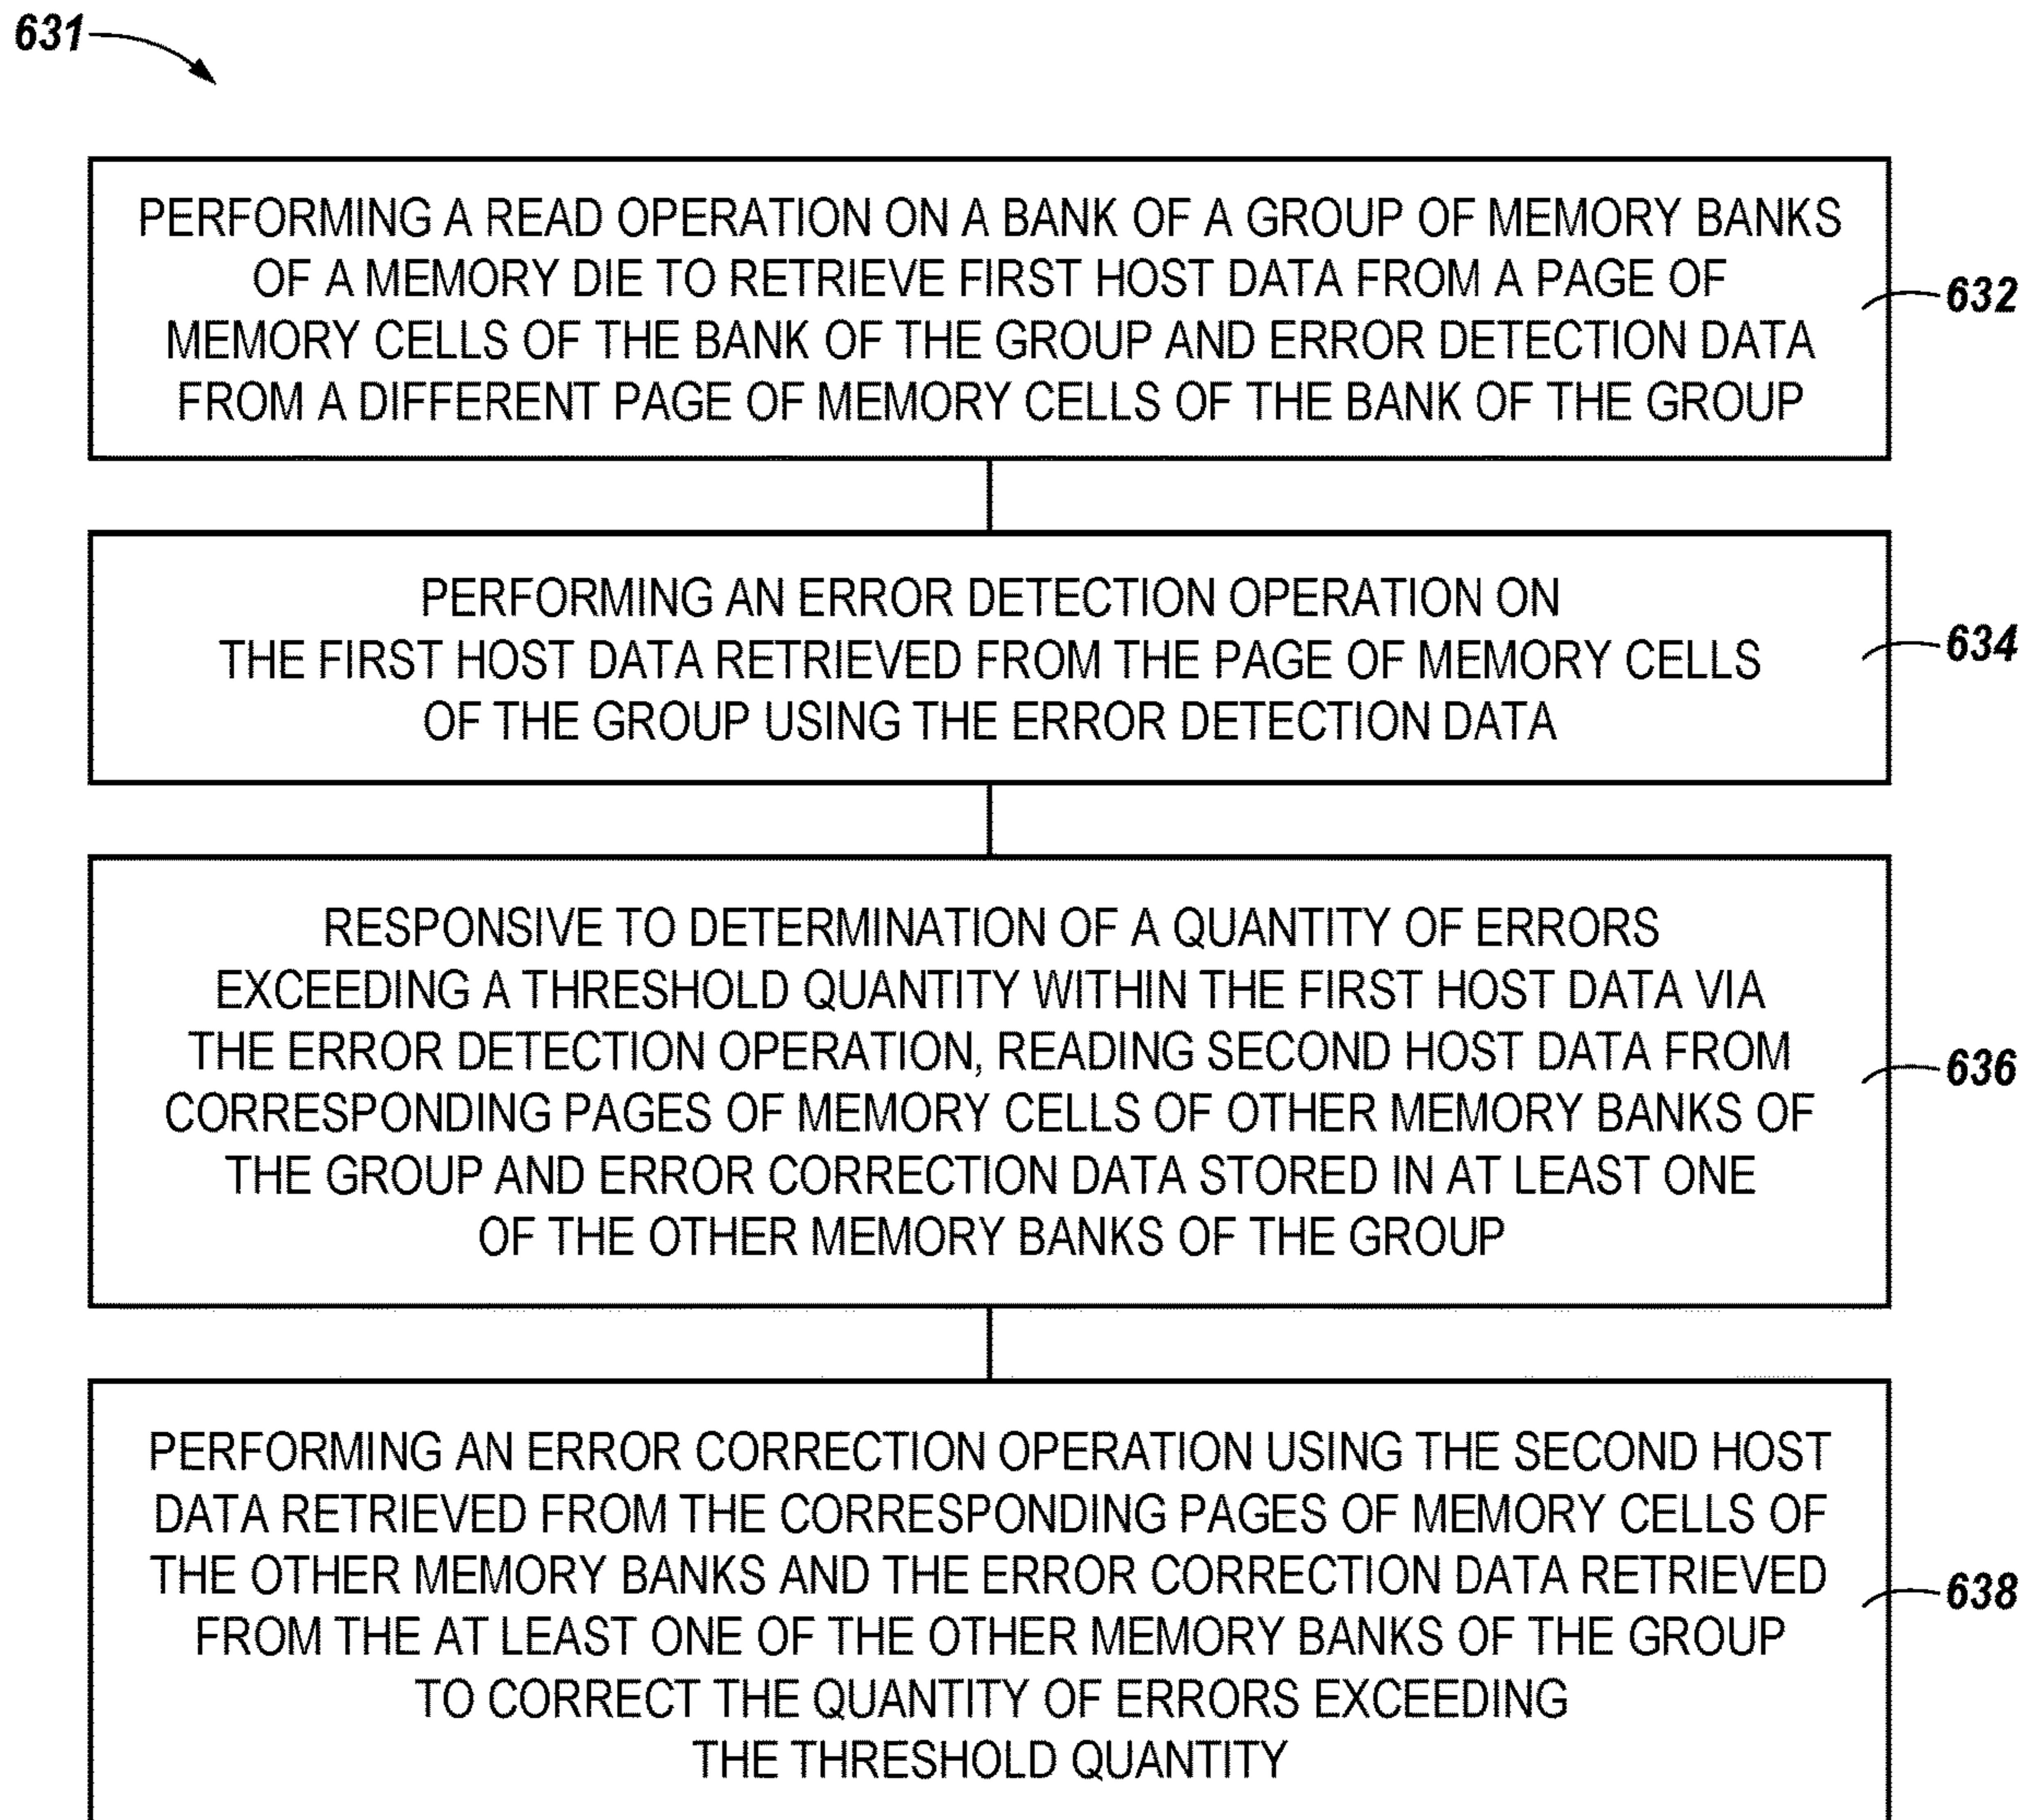 631
PERFORMING A READ OPERATION ON A BANK OF A GROUP OF MEMORY BANKS
OF A MEMORY DIE TO RETRIEVE FIRST HOST DATA FROM A PAGE OF
MEMORY CELLS OF THE BANK OF THE GROUP AND ERROR DETECTION DATA
FROM A DIFFERENT PAGE OF MEMORY CELLS OF THE BANK OF THE GROUP
632
PERFORMING AN ERROR DETECTION OPERATION ON
THE FIRST HOST DATA RETRIEVED FROM THE PAGE OF MEMORY CELLS
OF THE GROUP USING THE ERROR DETECTION DATA
634
RESPONSIVE TO DETERMINATION OF A QUANTITY OF ERRORS
EXCEEDING A THRESHOLD QUANTITY WITHIN THE FIRST HOST DATA VIA
THE ERROR DETECTION OPERATION, READING SECOND HOST DATA FROM
CORRESPONDING PAGES OF MEMORY CELLS OF OTHER MEMORY BANKS OF
THE GROUP AND ERROR CORRECTION DATA STORED IN AT LEAST ONE
OF THE OTHER MEMORY BANKS OF THE GROUP
636
PERFORMING AN ERROR CORRECTION OPERATION USING THE SECOND HOST
DATA RETRIEVED FROM THE CORRESPONDING PAGES OF MEMORY CELLS OF
THE OTHER MEMORY BANKS AND THE ERROR CORRECTION DATA RETRIEVED
FROM THE AT LEAST ONE OF THE OTHER MEMORY BANKS OF THE GROUP
TO CORRECT THE QUANTITY OF ERRORS EXCEEDING
THE THRESHOLD QUANTITY
638